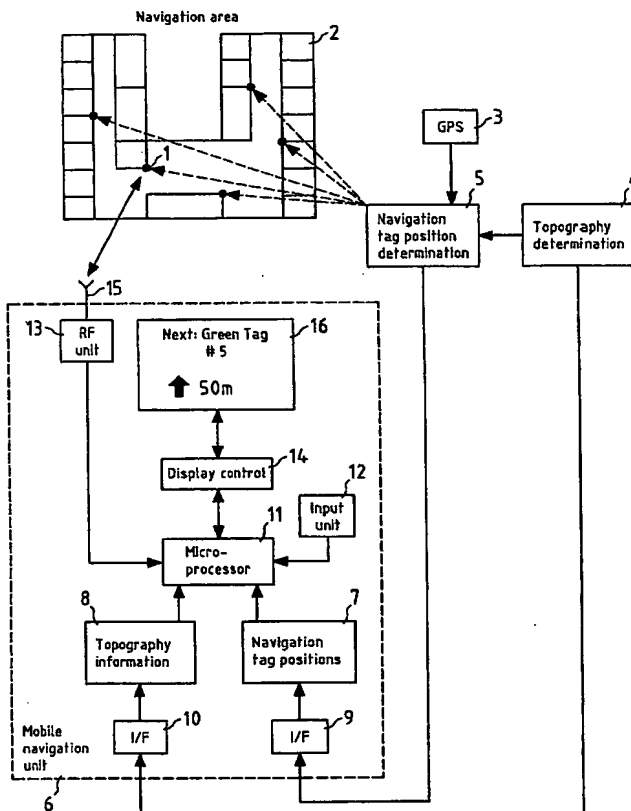 Navigation area
2
1
GPS
3
5
Navigation
tag position
determination
Topography
determination
15
13
RF
unit
16
Next: Green Tag
# 5
50m
14
Display control
12
Input
unit
11
Micro-
processor
8
Topography
information
7
Navigation
tag positions
10
I/F
9
I/F
Mobile
navigation
unit
6